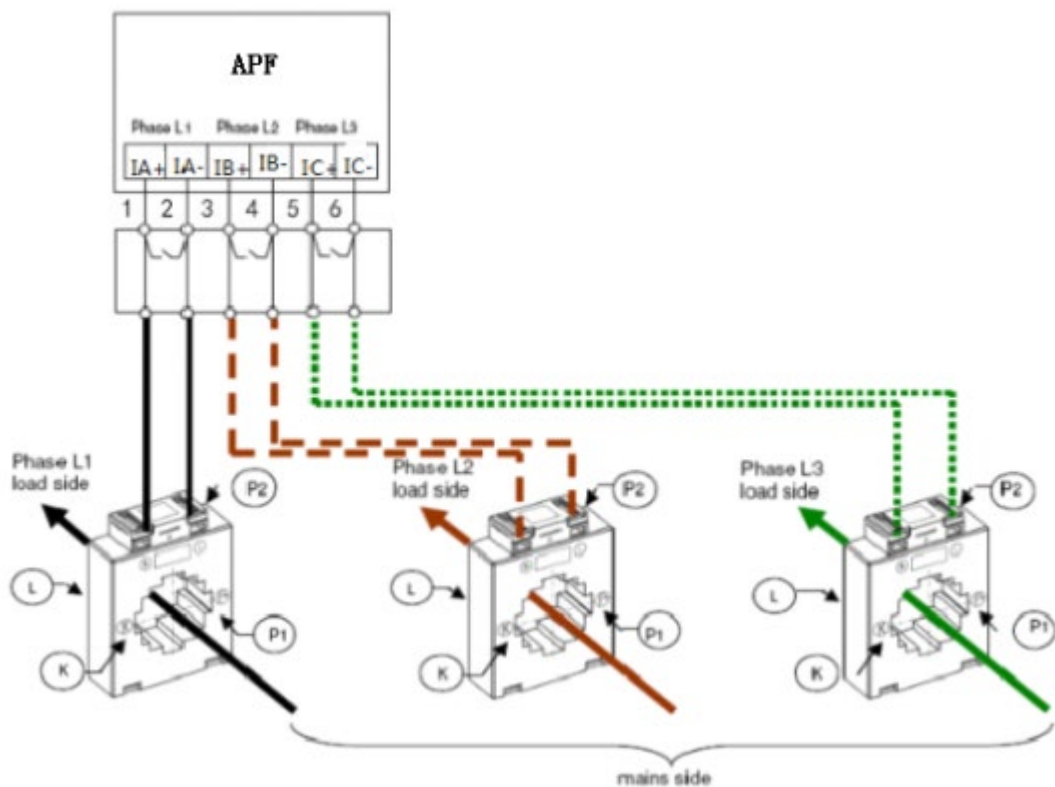 APF
Phase L1 Phase L2 Phase L3
IA+ IA- IB+ IB- IC+ IC-
1 2 3 4 5 6
Phase L1
load side
P2
L
P1
K
Phase L2
load side
P2
L
P1
K
Phase L3
load side
P2
L
P1
K
mains side